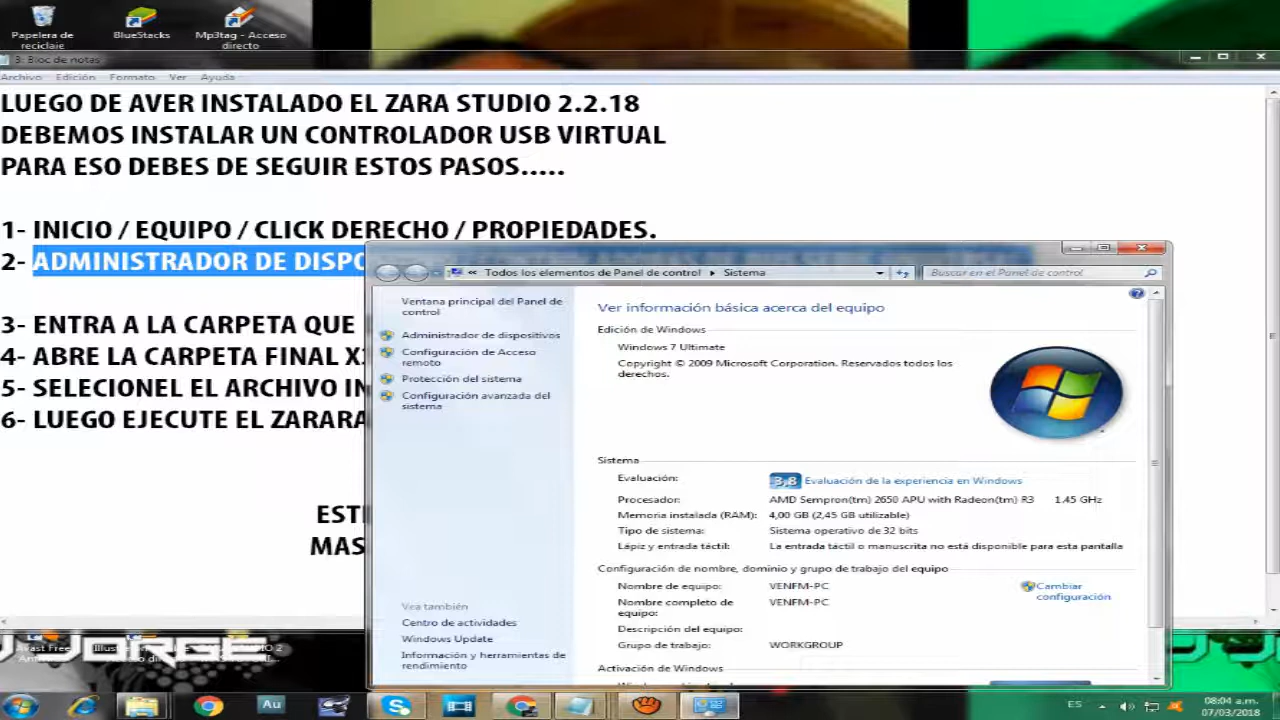 Papelera de
reciclaje
BlueStacks
Mp3tag - Acceso
directo
3: Bloc de notas
Archivo Edición Formato Ver Ayuda
LUEGO DE AVER INSTALADO EL ZARA STUDIO 2.2.18
DEBEMOS INSTALAR UN CONTROLADOR USB VIRTUAL
PARA ESO DEBES DE SEGUIR ESTOS PASOS.....
1- INICIO / EQUIPO / CLICK DERECHO / PROPIEDADES.
2- ADMINISTRADOR DE DISPO
3- ENTRA A LA CARPETA QUE
4- ABRE LA CARPETA FINAL X
5- SELECIONEL EL ARCHIVO IN
6- LUEGO EJECUTE EL ZARARA
ESTE
MAS
« Todos los elementos de Panel de control ▸ Sistema
Buscar en el Panel de control
Ventana principal del Panel de
control
Administrador de dispositivos
Configuración de Acceso
remoto
Protección del sistema
Configuración avanzada del
sistema
Vea también
Centro de actividades
Windows Update
Información y herramientas de
rendimiento
Ver información básica acerca del equipo
Edición de Windows
Windows 7 Ultimate
Copyright © 2009 Microsoft Corporation. Reservados todos los
derechos.
Sistema
Evaluación: 3,8 Evaluación de la experiencia en Windows
Procesador: AMD Sempron(tm) 2650 APU with Radeon(tm) R3 1.45 GHz
Memoria instalada (RAM): 4,00 GB (2,45 GB utilizable)
Tipo de sistema: Sistema operativo de 32 bits
Lápiz y entrada táctil: La entrada táctil o manuscrita no está disponible para esta pantalla
Configuración de nombre, dominio y grupo de trabajo del equipo
Nombre de equipo: VENFM-PC
Cambiar
configuración
Nombre completo de
equipo: VENFM-PC
Descripción del equipo:
Grupo de trabajo: WORKGROUP
Activación de Windows
Avast Free
JORGE
Au
ES
08:04 a.m.
07/03/2018